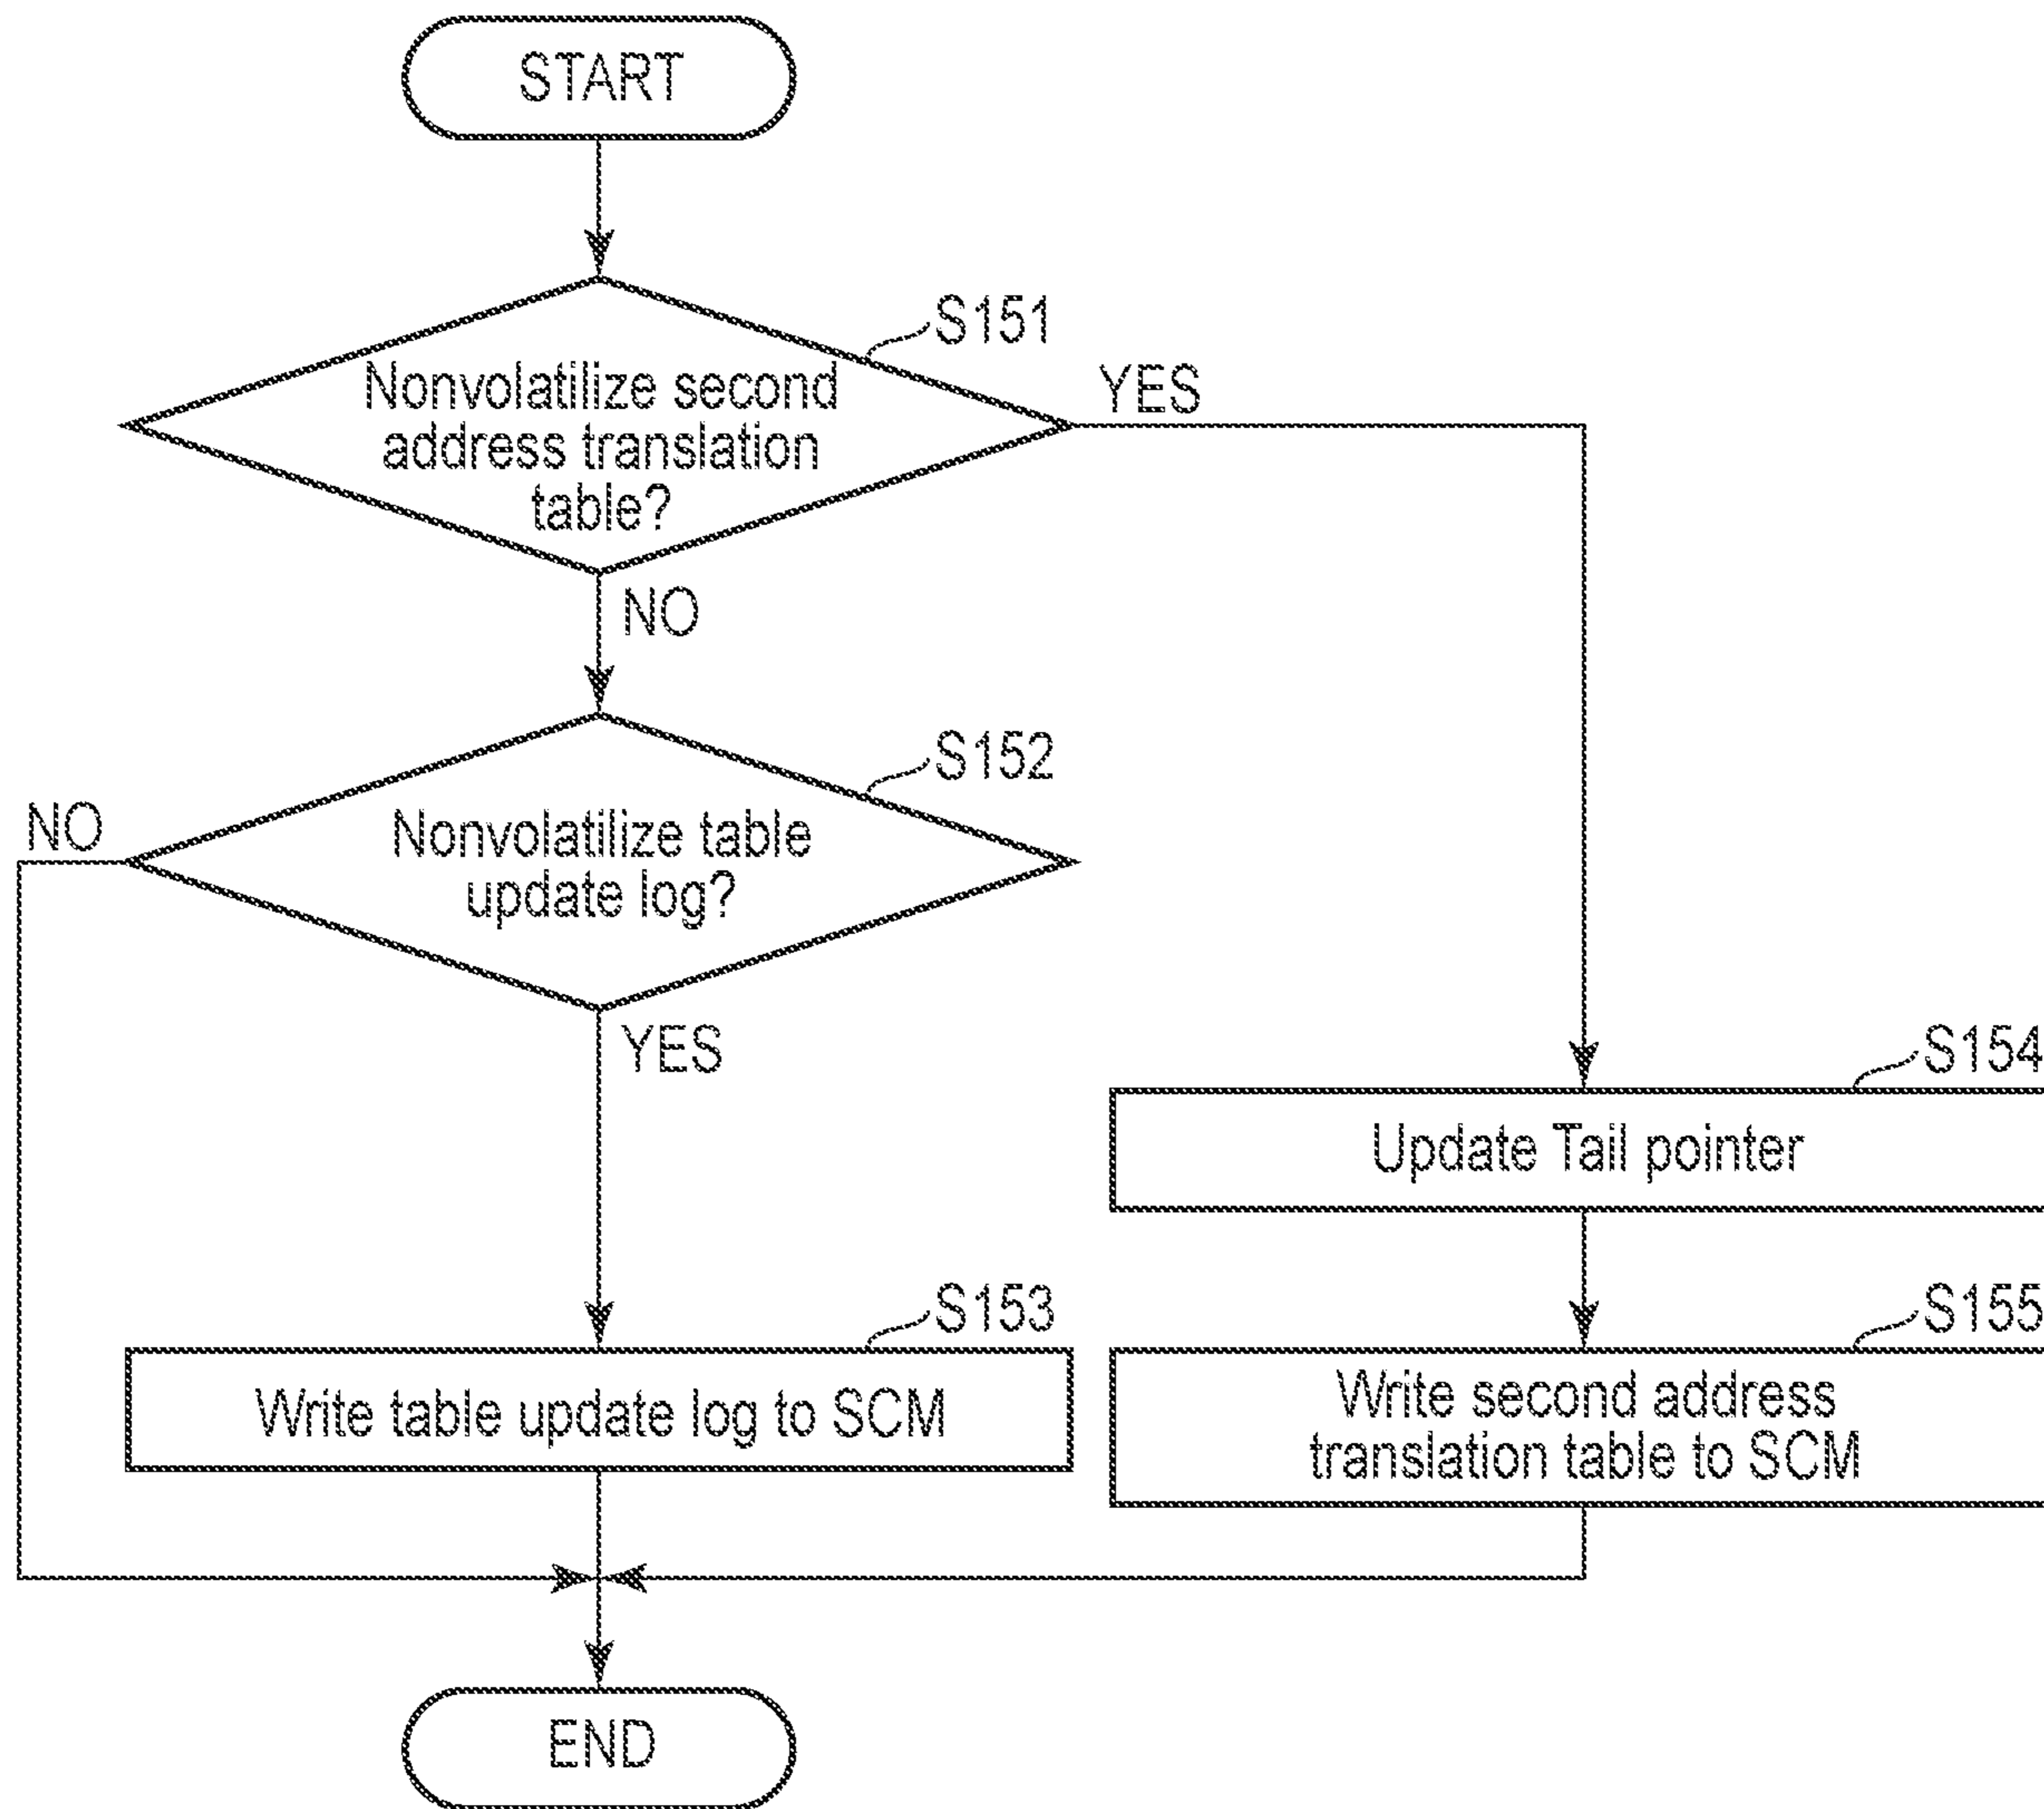 START
S151
Nonvolatilize second
address translation
table?
YES
NO
S152
Nonvolatilize table
update log?
NO
YES
S154
Update Tail pointer
S153
Write table update log to SCM
S155
Write second address
translation table to SCM
END